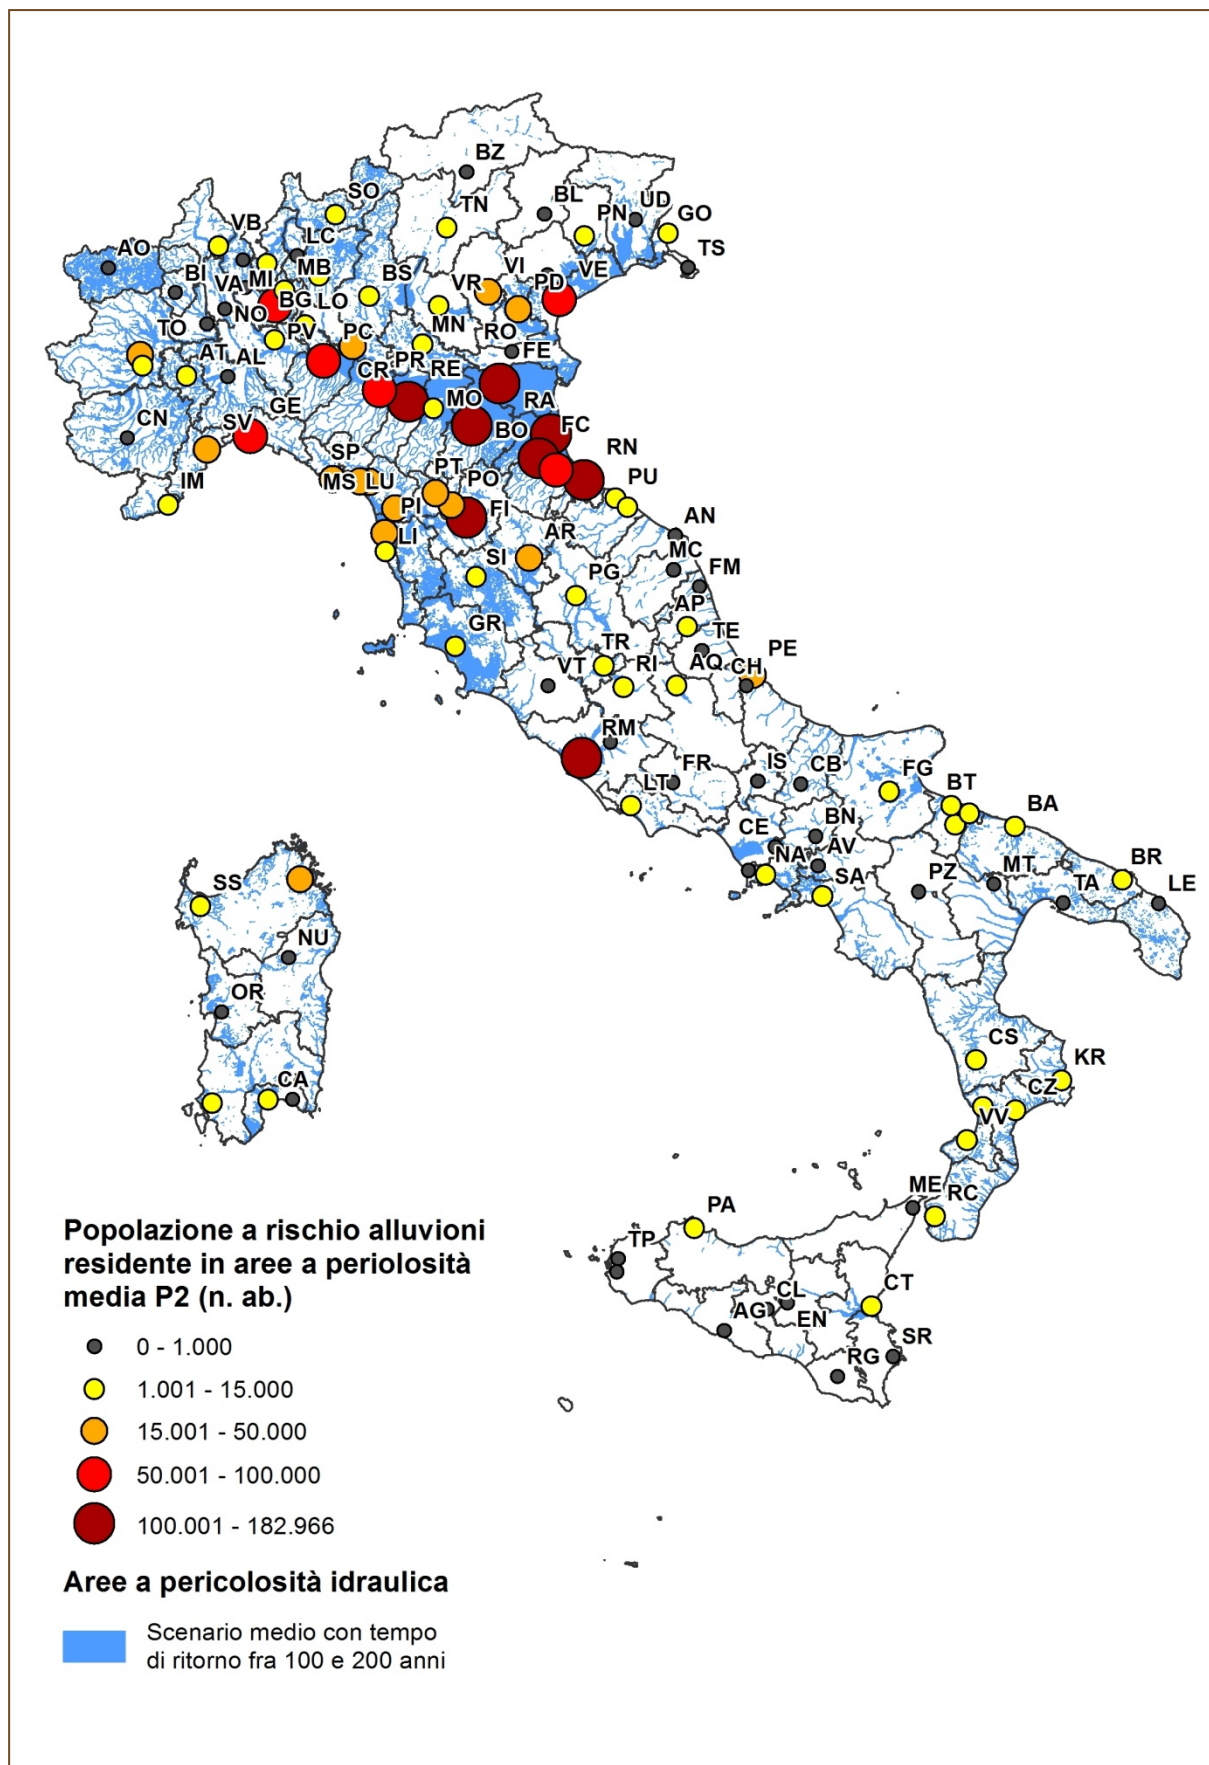 BZ
SO
TN
BL
PN
UD
GO
VB
LC
TS
AO
BI
VA
MI
MB
BS
VR
VI
PD
VE
NO
BG
LO
TO
PV
PC
MN
RO
FE
AT
AL
CR
PR
RE
CN
GE
SV
MO
BO
RA
FC
RN
IM
SP
MS
LU
PT
PO
PU
PI
FI
LI
AR
AN
MC
SI
PG
FM
AP
GR
TR
TE
VT
RI
AQ
CH
PE
RM
LT
FR
IS
CB
FG
BT
BA
CE
BN
NA
AV
SA
PZ
MT
TA
BR
LE
SS
NU
OR
CA
CS
KR
CZ
VV
ME
RC
PA
TP
CT
CL
AG
EN
SR
RG
Popolazione a rischio alluvioni
residente in aree a periolosità
media P2 (n. ab.)
0 - 1.000
1.001 - 15.000
15.001 - 50.000
50.001 - 100.000
100.001 - 182.966
Aree a pericolosità idraulica
Scenario medio con tempo
di ritorno fra 100 e 200 anni